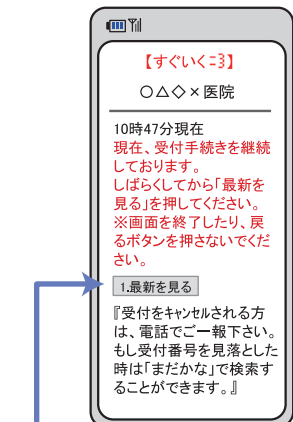 【すぐいくﾆ3】
○△◇×医院
10時47分現在
現在、受付手続きを継続
しております。
しばらくしてから「最新を
見る」を押してください。
※画面を終了したり、戻
るボタンを押さないでくだ
さい。
1.最新を見る
『受付をｷｬﾝｾﾙされる方
は、電話でご一報下さい。
もし受付番号を見落とした
時は「まだかな」で検索す
ることができます。』